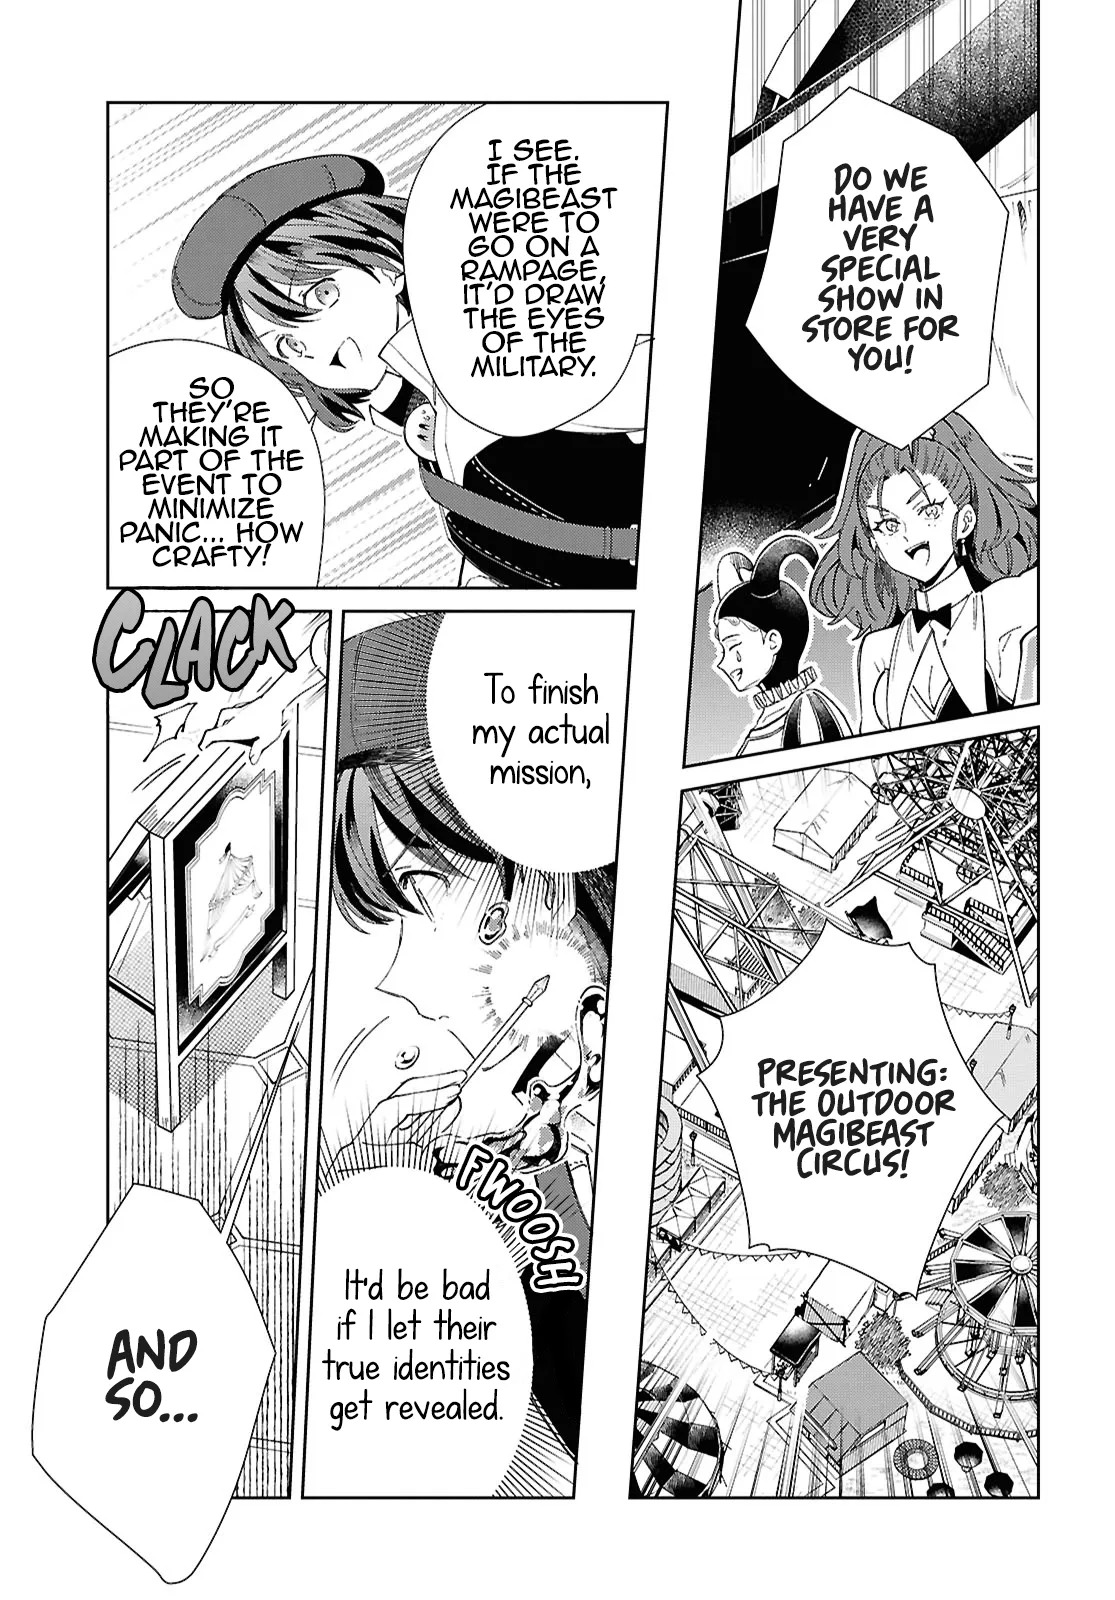 DO WE
HAVE A
VERY
SPECIAL
SHOW IN
STORE FOR
YOU!
PRESENTING:
THE OUTDOOR
MAGIBEAST
CIRCUS!
I SEE.
IF THE
MAGIBEAST
WERE TO
GO ON A
RAMPAGE,
IT'D DRAW
THE EYES
OF THE
MILITARY.
SO
THEY'RE
MAKING IT
PART OF THE
EVENT TO
MINIMIZE
PANIC... HOW
CRAFTY!
To finish
my actual
mission,
FWOOSH
It'd be bad
if I let their
true identities
get revealed.
CLACK
AND
SO...